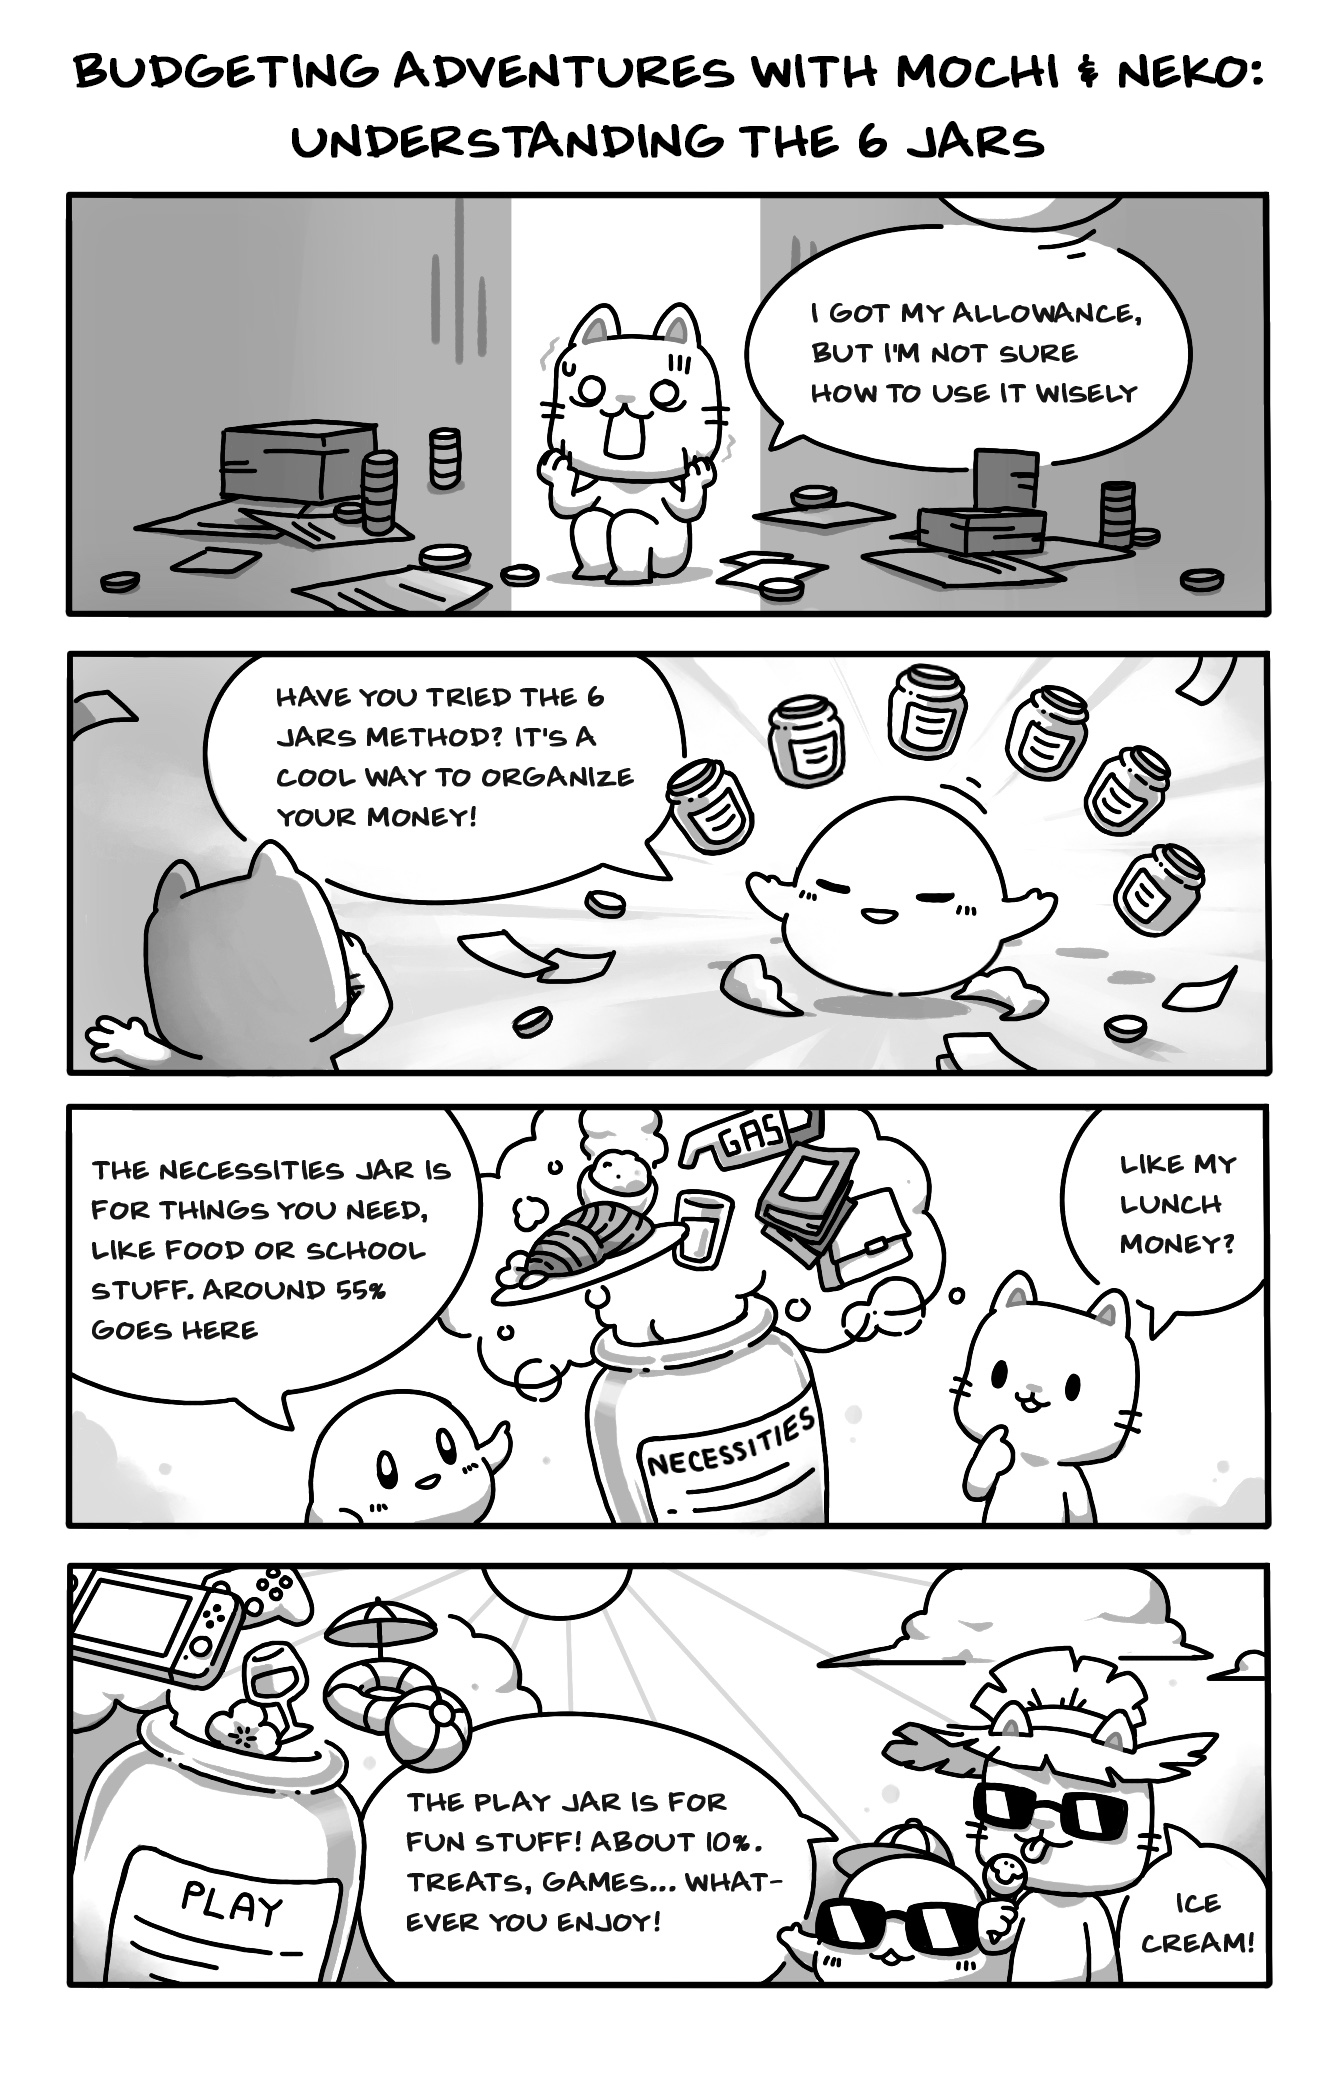 BUDGETING ADVENTURES WITH MOCHI & NEKO:
UNDERSTANDING THE 6 JARS
I GOT MY ALLOWANCE,
BUT I'M NOT SURE
HOW TO USE IT WISELY
HAVE YOU TRIED THE 6
JARS METHOD? IT'S A
COOL WAY TO ORGANIZE
YOUR MONEY!
THE NECESSITIES JAR IS
FOR THINGS YOU NEED,
LIKE FOOD OR SCHOOL
STUFF. AROUND 55%
GOES HERE
GAS
NECESSITIES
LIKE MY
LUNCH
MONEY?
PLAY
THE PLAY JAR IS FOR
FUN STUFF! ABOUT 10%.
TREATS, GAMES... WHAT-
EVER YOU ENJOY!
ICE
CREAM!